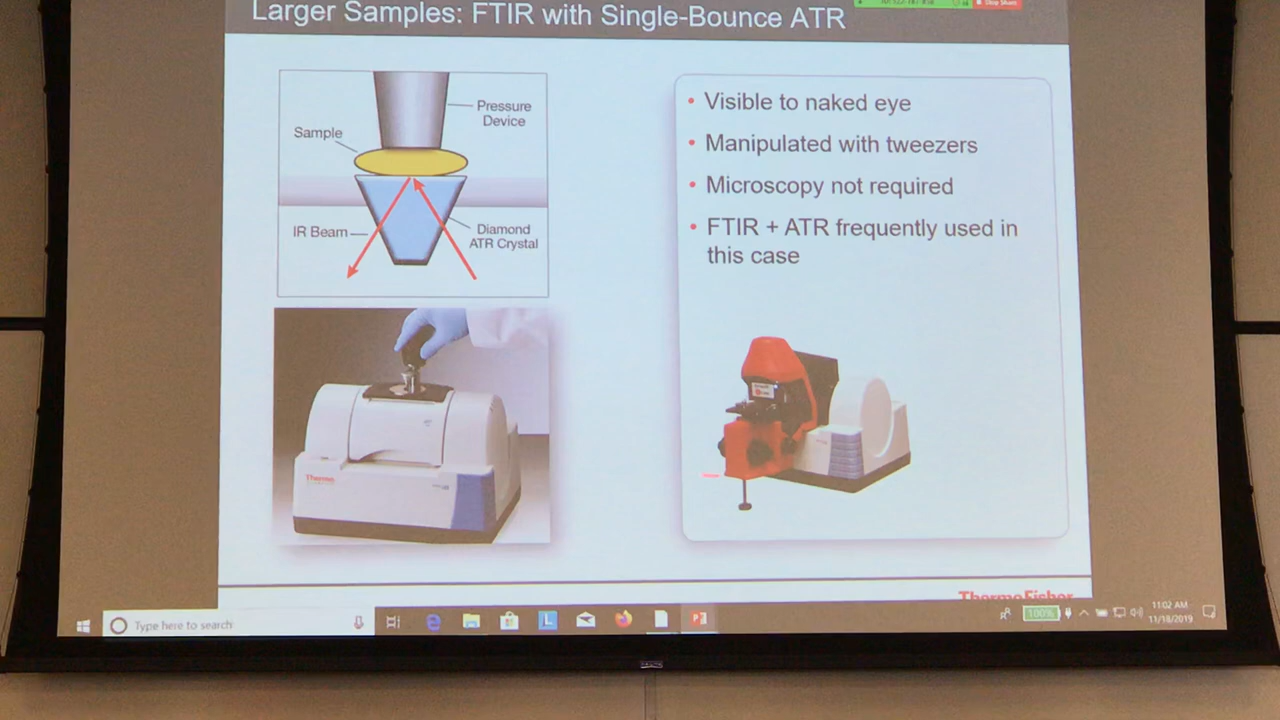 Larger Samples: FTIR with Single-Bounce ATR
Stop Share
Pressure
Device
Sample
IR Beam
Diamond
ATR Crystal
• Visible to naked eye
• Manipulated with tweezers
• Microscopy not required
• FTIR + ATR frequently used in
this case
Thermo
ThermoFisher
Type here to search
100%
11:02 AM
11/18/2019